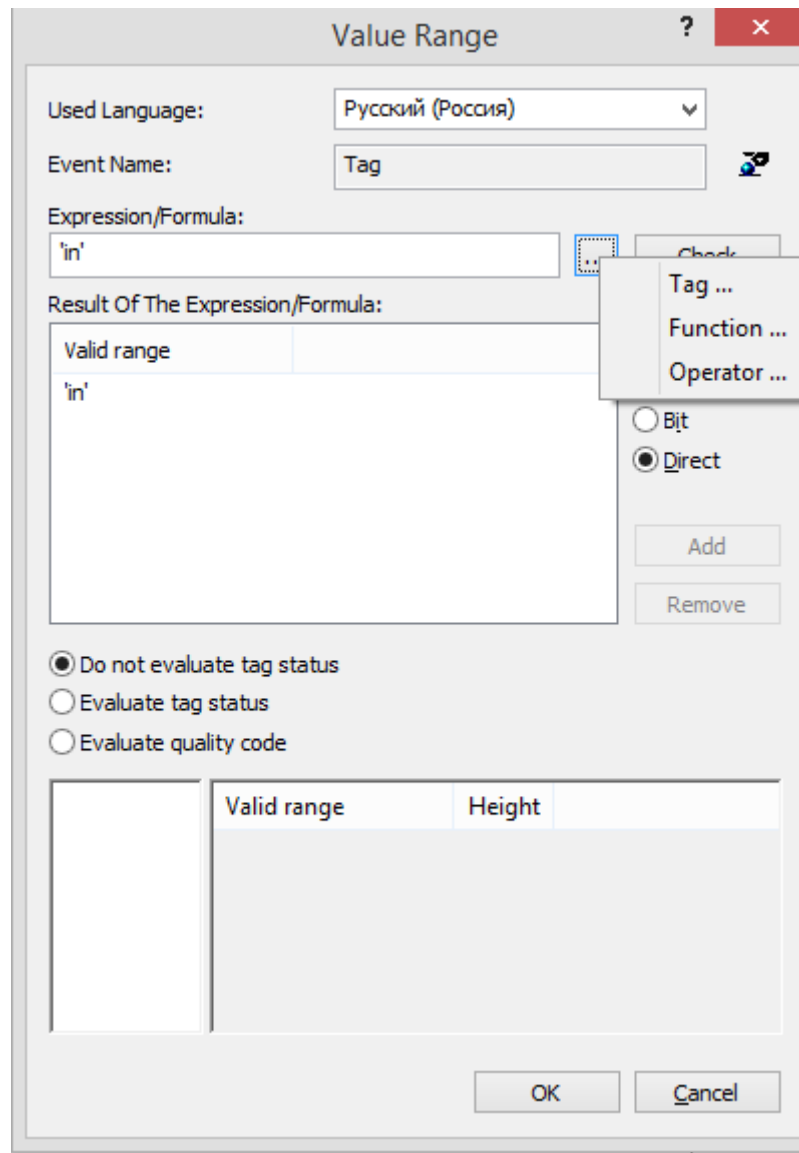 Value Range
?
×
Used Language:
Русский (Россия)
Event Name:
Tag
Expression/Formula:
'in'
...
Check
Tag ...
Function ...
Operator ...
Result Of The Expression/Formula:
Valid range
'in'
Bit
Direct
Add
Remove
Do not evaluate tag status
Evaluate tag status
Evaluate quality code
Valid range Height
OK
Cancel